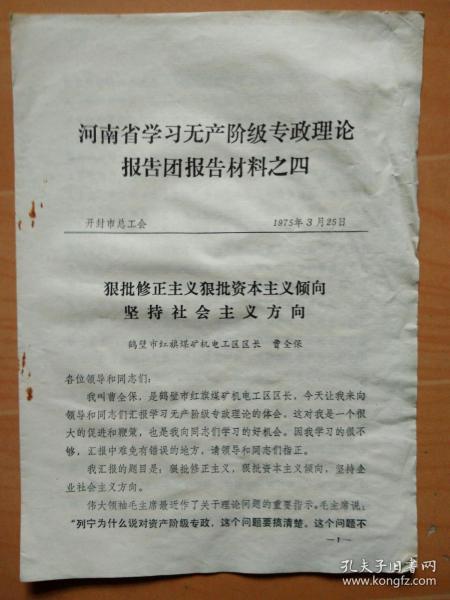 河南省学习无产阶级专政理论
报告团报告材料之四
开封市总工会 1975年3月25日
狠批修正主义狠批资本主义倾向
坚持社会主义方向
鹤壁市红旗煤矿机电工区区长 曹全保
各位领导和同志们：
我叫曹全保，是鹤壁市红旗煤矿机电工区区长，今天让我来向
领导和同志们汇报学习无产阶级专政理论的体会。这对我是一个很
大的促进和鞭策，也是我向同志们学习的好机会。因我学习的很不
够，汇报中难免有错误的地方，请领导和同志们指正。
我汇报的题目是：狠批修正主义，狠批资本主义倾向，坚持企
业社会主义方向。
伟大领袖毛主席最近作了关于理论问题的重要指示。毛主席说：
“列宁为什么说对资产阶级专政，这个问题要搞清楚。这个问题不
—1—
孔夫子旧书网
www.kongfz.com